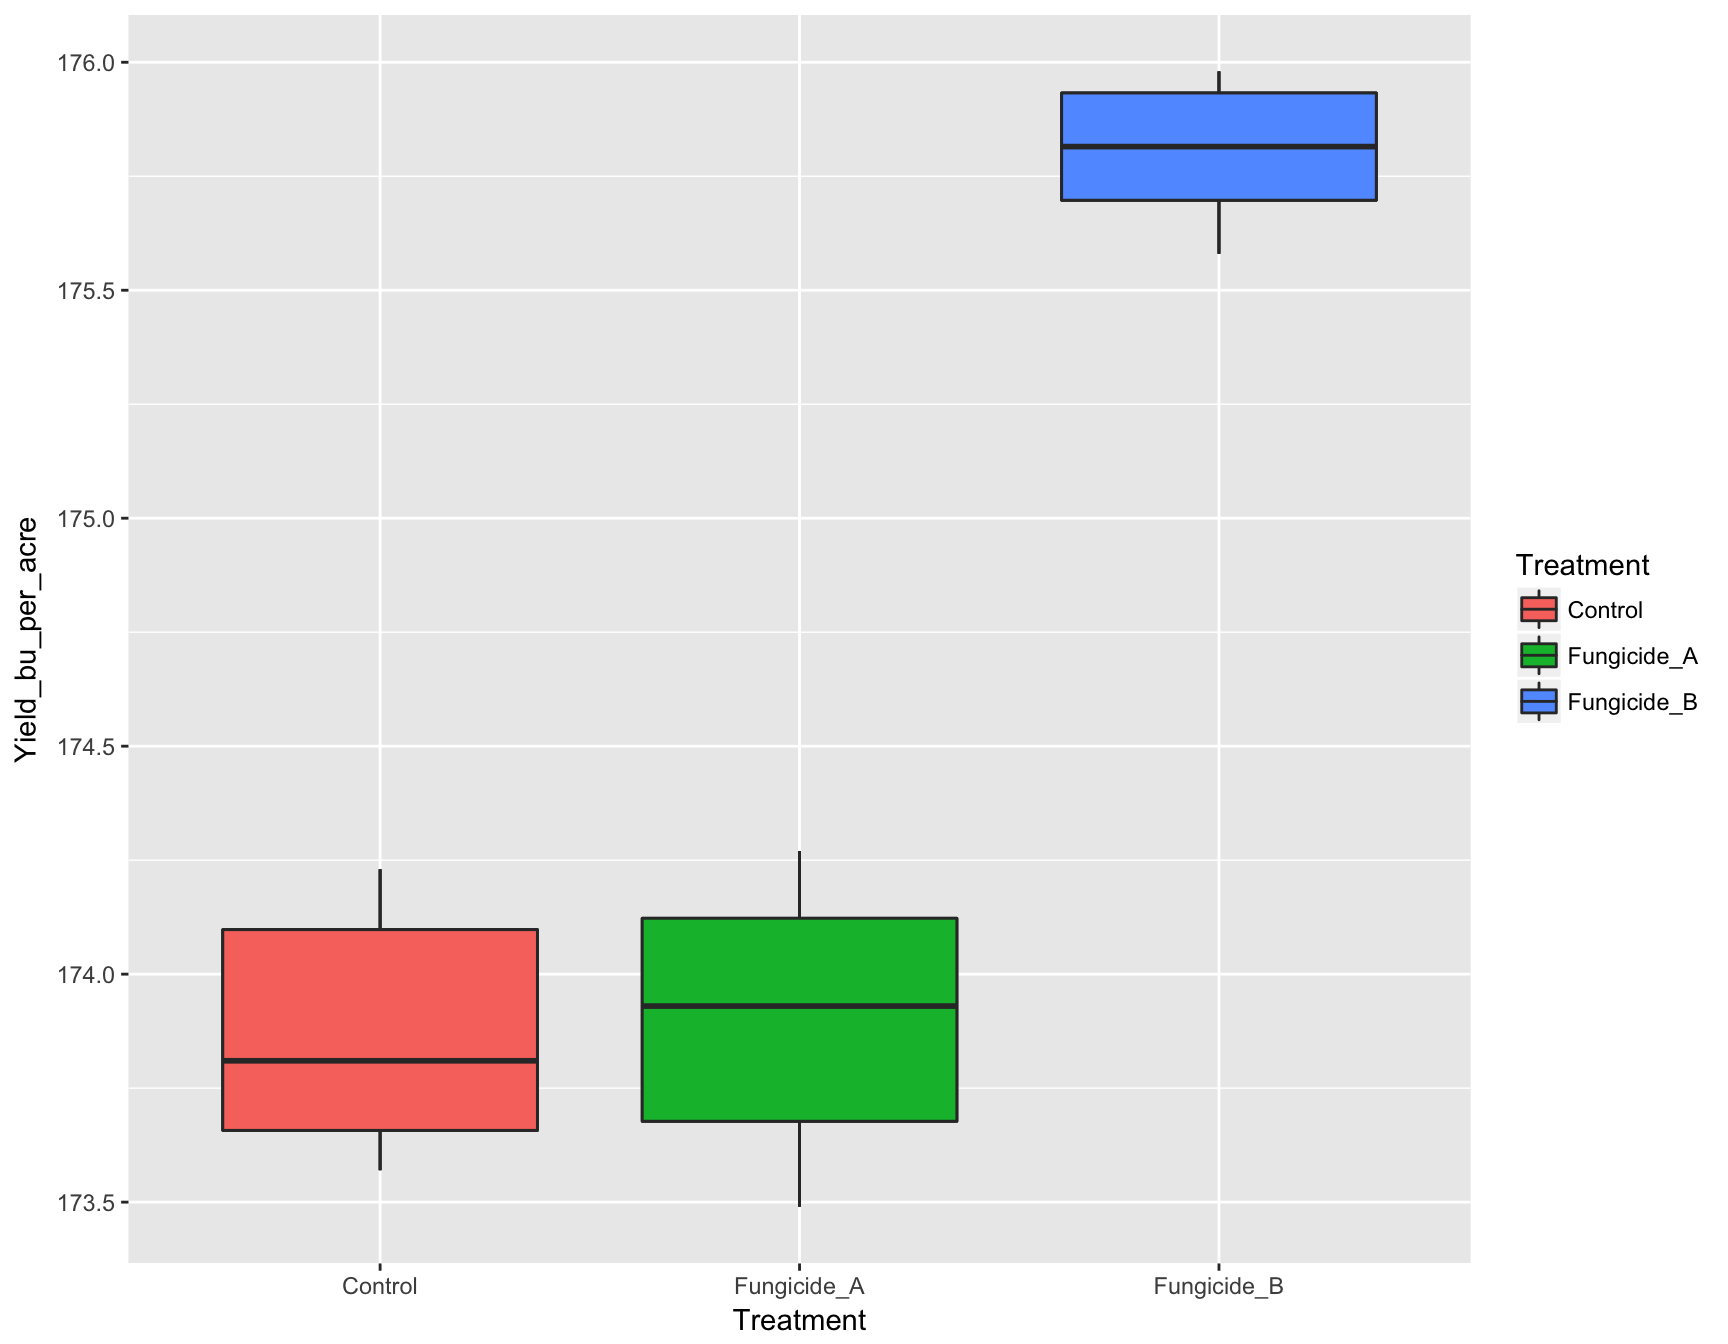 176.0
175.5
175.0
174.5
174.0
173.5
Yield_bu_per_acre
Control
Fungicide_A
Fungicide_B
Treatment
Treatment
Control
Fungicide_A
Fungicide_B